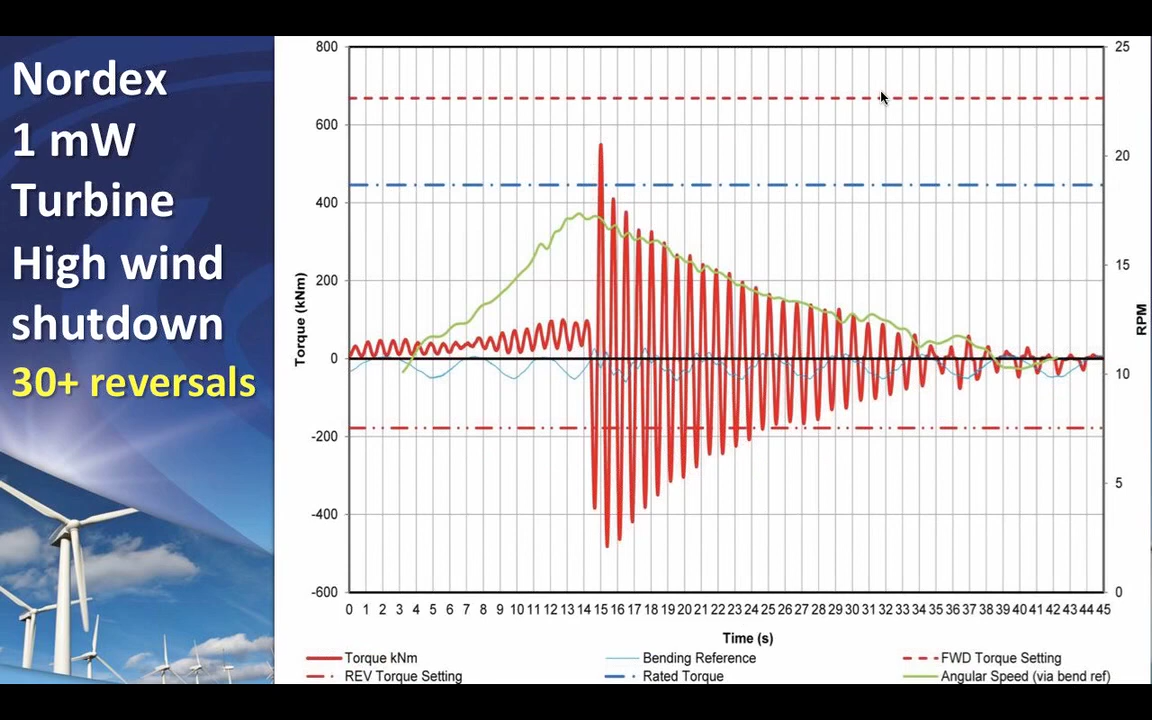 Nordex
1 mW
Turbine
High wind
shutdown
30+ reversals
800
600
400
200
0
-200
-400
-600
Torque (kNm)
25
20
15
10
5
0
RPM
0 1 2 3 4 5 6 7 8 9 10 11 12 13 14 15 16 17 18 19 20 21 22 23 24 25 26 27 28 29 30 31 32 33 34 35 36 37 38 39 40 41 42 43 44 45
Time (s)
Torque kNm Bending Reference FWD Torque Setting
REV Torque Setting Rated Torque Angular Speed (via bend ref)